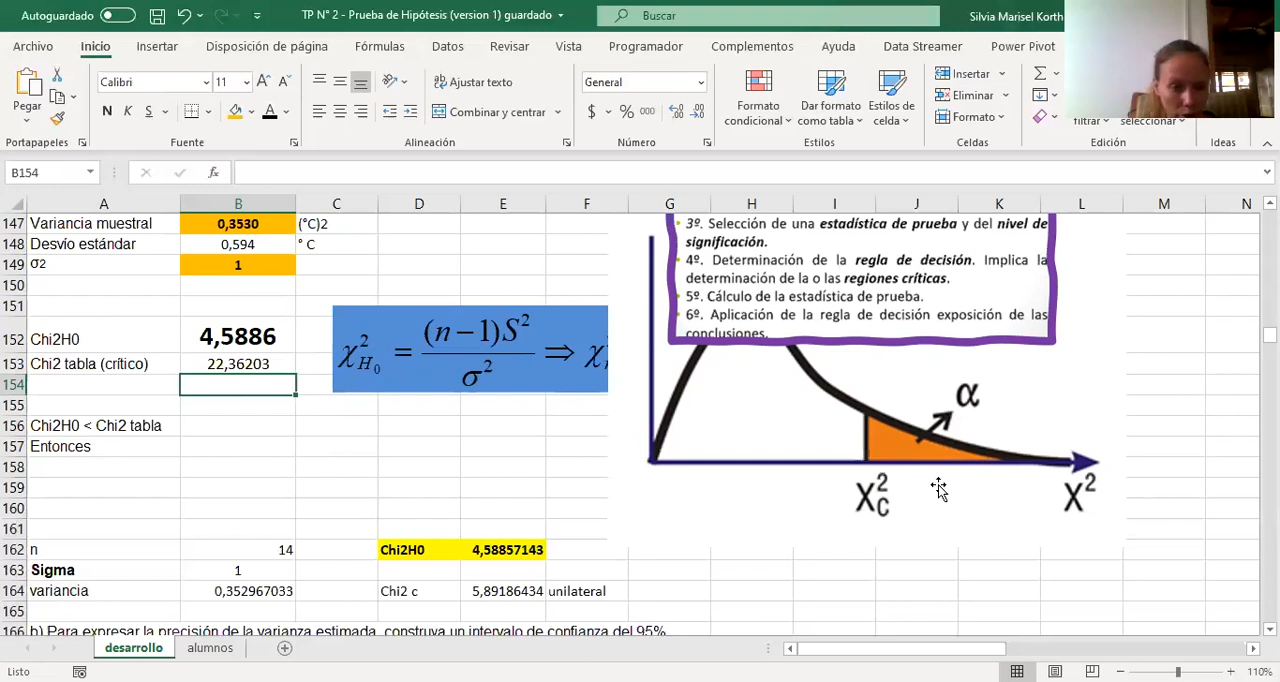 Autoguardado
TP N° 2 - Prueba de Hipótesis (version 1) guardado
Buscar
Silvia Marisel Korth
Archivo Inicio Insertar Disposición de página Fórmulas Datos Revisar Vista Programador Complementos Ayuda Data Streamer Power Pivot
Pegar
Calibri 11
N K S
Ajustar texto
Combinar y centrar
General
$ % 000
Formato condicional
Dar formato como tabla
Estilos de celda
Insertar
Eliminar
Formato
filtrar
seleccionar
Portapapeles Fuente Alineación Número Estilos Celdas Edición Ideas
B154 fx
A B C D E F G H I J K L M N
147 Variancia muestral 0,3530 (°C)2
148 Desvío estándar 0,594 ° C
149 σ2 1
150
151
152 Chi2H0 4,5886
153 Chi2 tabla (crítico) 22,36203
154
155
156 Chi2H0 < Chi2 tabla
157 Entonces
158
159
160
161
162 n 14 Chi2H0 4,58857143
163 Sigma 1
164 variancia 0,352967033 Chi2 c 5,89186434 unilateral
165
166 b) Para expresar la precisión de la varianza estimada, construya un intervalo de confianza del 95%
χ²H₀ = (n−1)S² / σ² ⇒ χ
3º. Selección de una estadística de prueba y del nivel de
significación.
4º. Determinación de la regla de decisión. Implica la
determinación de la o las regiones críticas.
5º. Cálculo de la estadística de prueba.
6º. Aplicación de la regla de decisión exposición de las
conclusiones.
α
X²C X²
desarrollo alumnos
Listo
110%